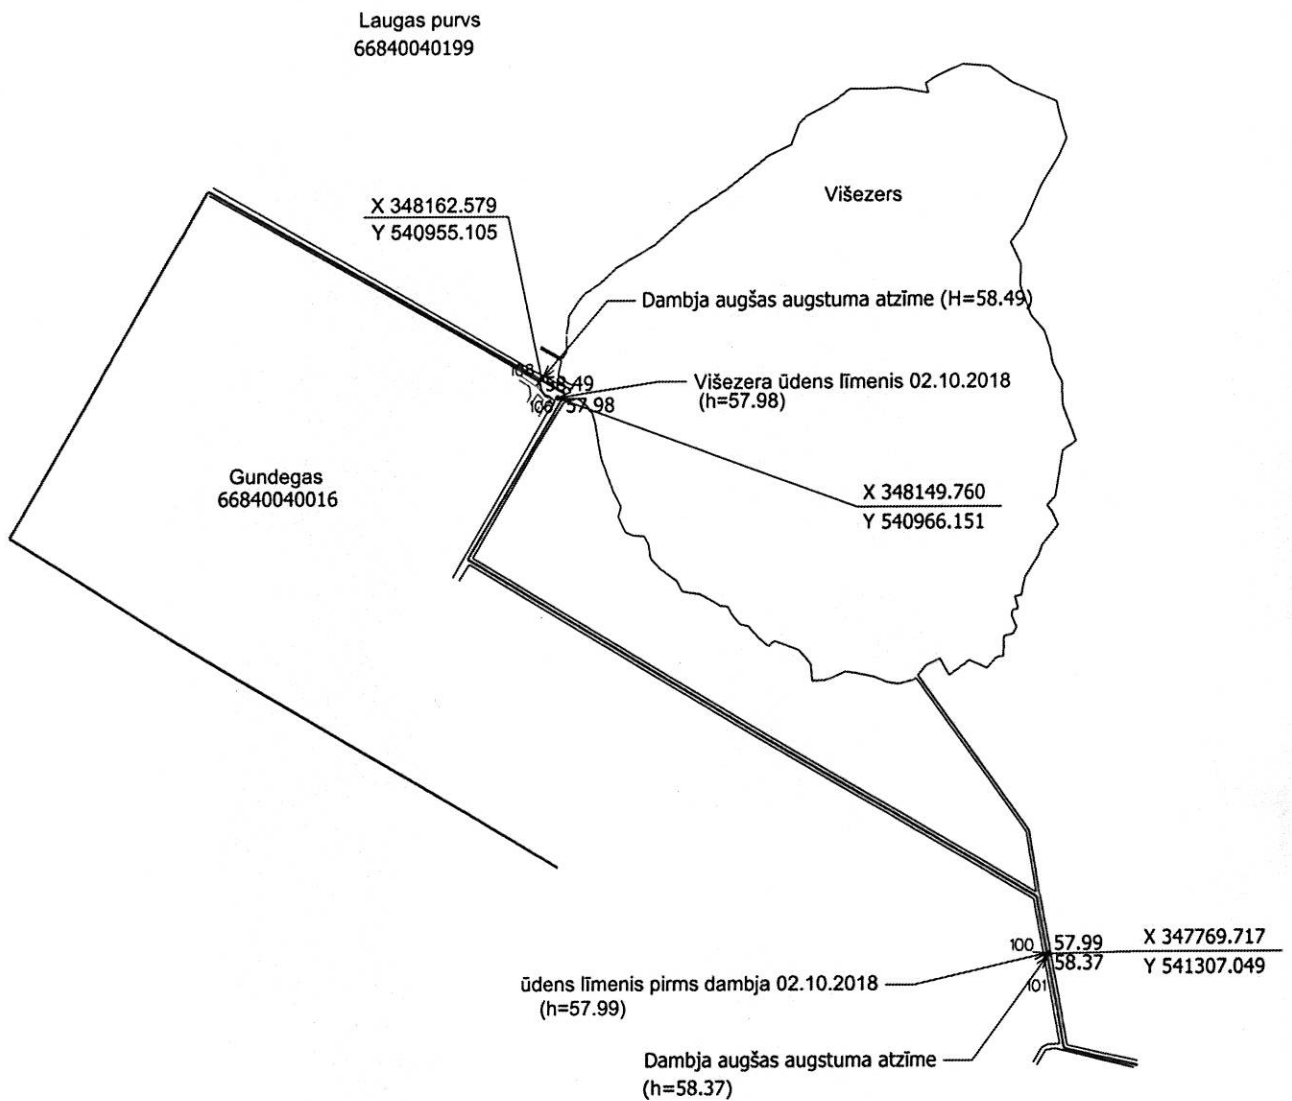 Laugas purvs
66840040199
Višezers
X 348162.579
Y 540955.105
Dambja augšas augstuma atzīme (H=58.49)
108
58.49
Višezera ūdens līmenis 02.10.2018
(h=57.98)
106
57.98
Gundegas
66840040016
X 348149.760
Y 540966.151
100
57.99
X 347769.717
58.37
Y 541307.049
101
ūdens līmenis pirms dambja 02.10.2018
(h=57.99)
Dambja augšas augstuma atzīme
(h=58.37)